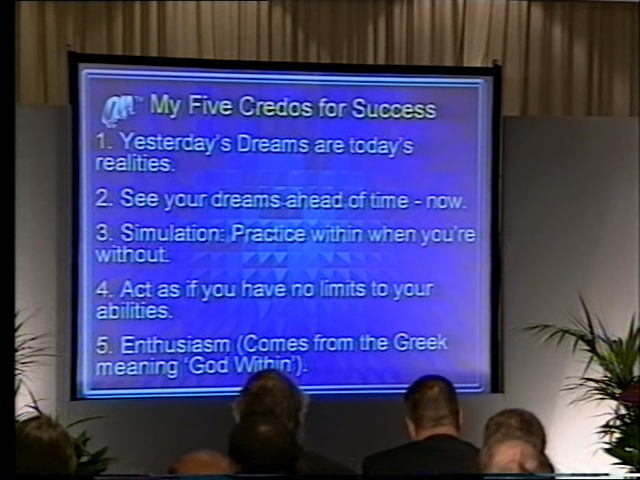 My Five Credos for Success
1. Yesterday's Dreams are today's
realities.
2. See your dreams ahead of time - now.
3. Simulation: Practice within when you're
without.
4. Act as if you have no limits to your
abilities.
5. Enthusiasm (Comes from the Greek
meaning 'God Within').